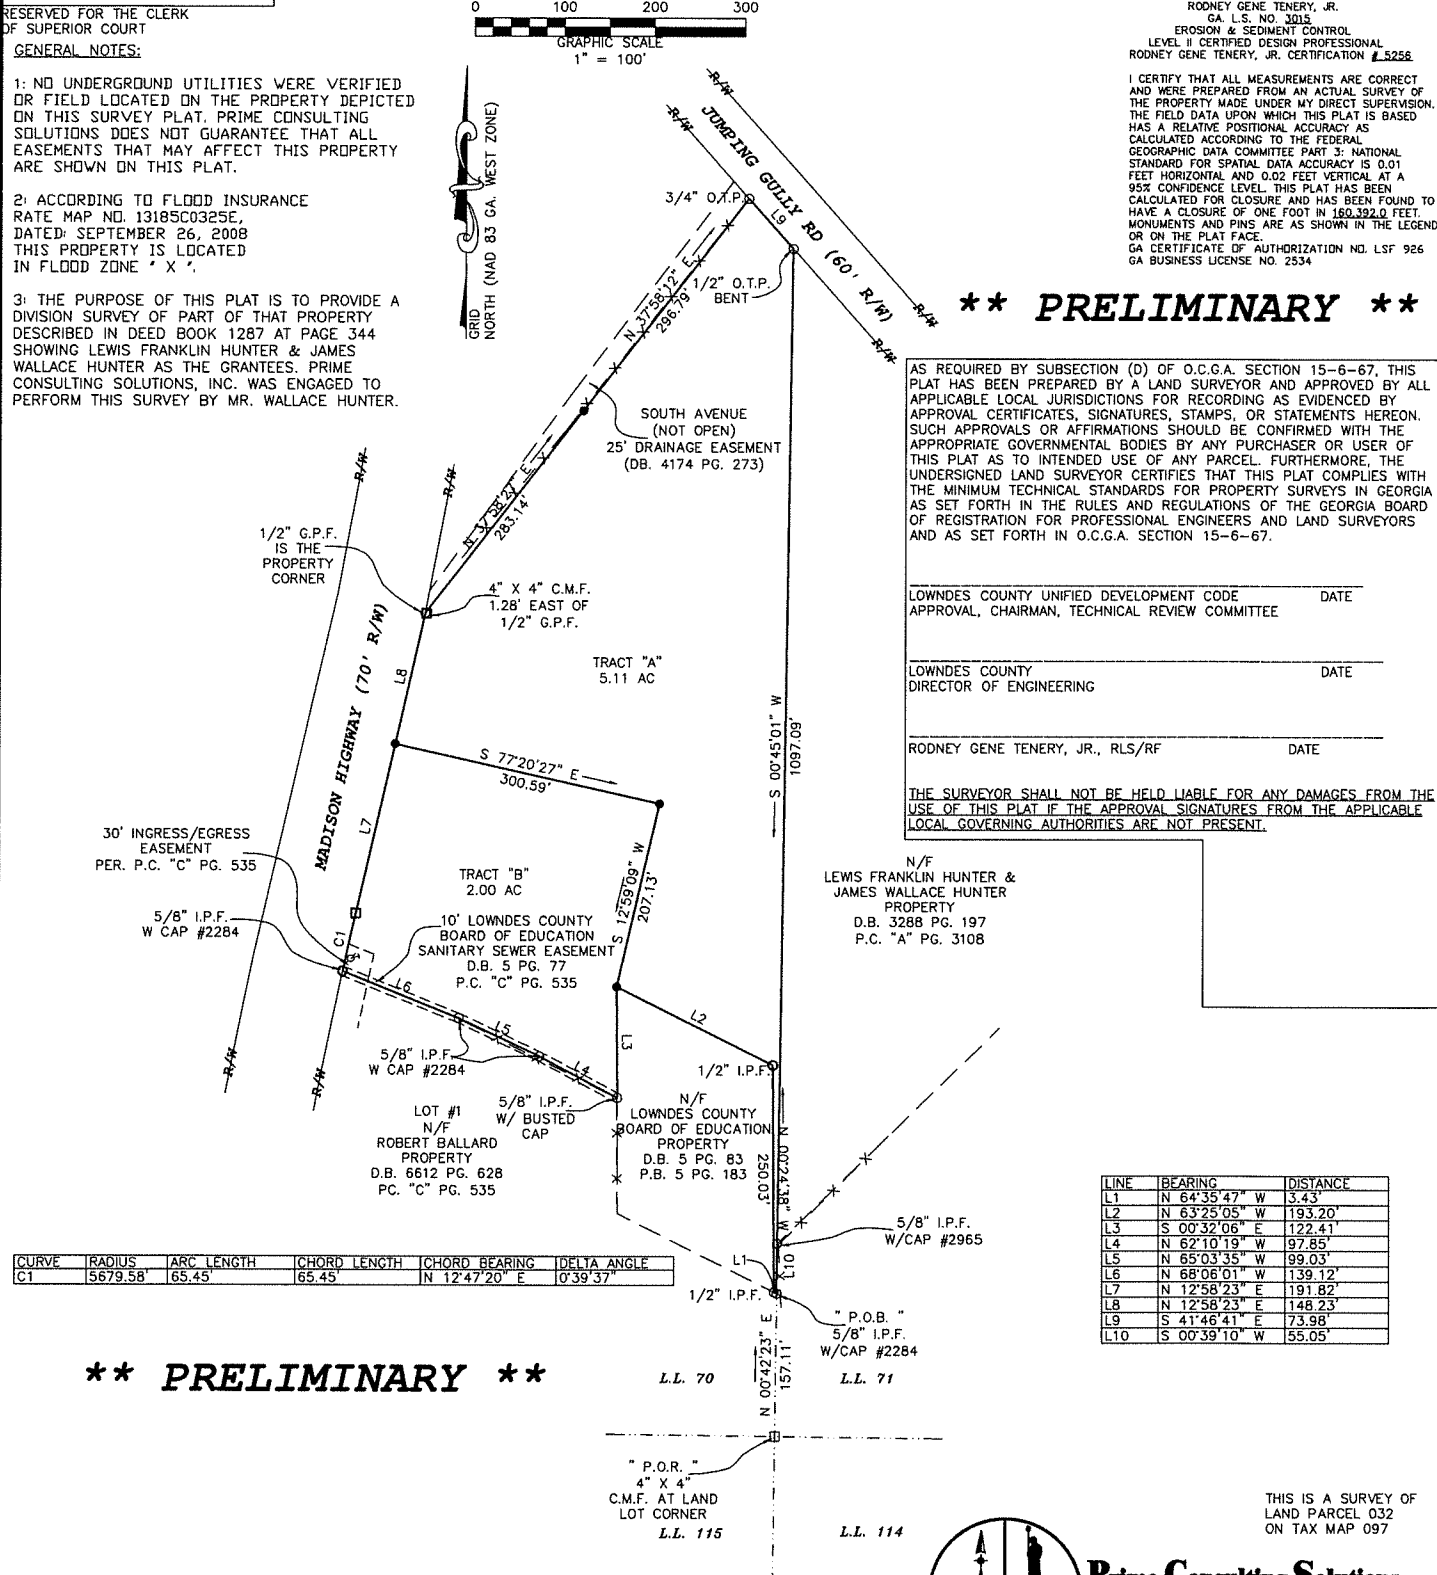 RESERVED FOR THE CLERK
OF SUPERIOR COURT
GENERAL NOTES:
1: NO UNDERGROUND UTILITIES WERE VERIFIED
OR FIELD LOCATED ON THE PROPERTY DEPICTED
ON THIS SURVEY PLAT. PRIME CONSULTING
SOLUTIONS DOES NOT GUARANTEE THAT ALL
EASEMENTS THAT MAY AFFECT THIS PROPERTY
ARE SHOWN ON THIS PLAT.
2: ACCORDING TO FLOOD INSURANCE
RATE MAP NO. 13185C0325E,
DATED: SEPTEMBER 26, 2008
THIS PROPERTY IS LOCATED
IN FLOOD ZONE " X ".
3: THE PURPOSE OF THIS PLAT IS TO PROVIDE A
DIVISION SURVEY OF PART OF THAT PROPERTY
DESCRIBED IN DEED BOOK 1287 AT PAGE 344
SHOWING LEWIS FRANKLIN HUNTER & JAMES
WALLACE HUNTER AS THE GRANTEES. PRIME
CONSULTING SOLUTIONS, INC. WAS ENGAGED TO
PERFORM THIS SURVEY BY MR. WALLACE HUNTER.
0 100 200 300
GRAPHIC SCALE
1" = 100'
GRID
NORTH (NAD 83 GA. WEST ZONE)
RODNEY GENE TENERY, JR.
GA. L.S. NO. 3015
EROSION & SEDIMENT CONTROL
LEVEL II CERTIFIED DESIGN PROFESSIONAL
RODNEY GENE TENERY, JR. CERTIFICATION # 5256
I CERTIFY THAT ALL MEASUREMENTS ARE CORRECT
AND WERE PREPARED FROM AN ACTUAL SURVEY OF
THE PROPERTY MADE UNDER MY DIRECT SUPERVISION.
THE FIELD DATA UPON WHICH THIS PLAT IS BASED
HAS A RELATIVE POSITIONAL ACCURACY AS
CALCULATED ACCORDING TO THE FEDERAL
GEOGRAPHIC DATA COMMITTEE PART 3: NATIONAL
STANDARD FOR SPATIAL DATA ACCURACY IS 0.01
FEET HORIZONTAL AND 0.02 FEET VERTICAL AT A
95% CONFIDENCE LEVEL. THIS PLAT HAS BEEN
CALCULATED FOR CLOSURE AND HAS BEEN FOUND TO
HAVE A CLOSURE OF ONE FOOT IN 160,392.0 FEET.
MONUMENTS AND PINS ARE AS SHOWN IN THE LEGEND
OR ON THE PLAT FACE.
GA CERTIFICATE OF AUTHORIZATION NO. LSF 926
GA BUSINESS LICENSE NO. 2534
** PRELIMINARY **
AS REQUIRED BY SUBSECTION (D) OF O.C.G.A. SECTION 15-6-67, THIS
PLAT HAS BEEN PREPARED BY A LAND SURVEYOR AND APPROVED BY ALL
APPLICABLE LOCAL JURISDICTIONS FOR RECORDING AS EVIDENCED BY
APPROVAL CERTIFICATES, SIGNATURES, STAMPS, OR STATEMENTS HEREON.
SUCH APPROVALS OR AFFIRMATIONS SHOULD BE CONFIRMED WITH THE
APPROPRIATE GOVERNMENTAL BODIES BY ANY PURCHASER OR USER OF
THIS PLAT AS TO INTENDED USE OF ANY PARCEL. FURTHERMORE, THE
UNDERSIGNED LAND SURVEYOR CERTIFIES THAT THIS PLAT COMPLIES WITH
THE MINIMUM TECHNICAL STANDARDS FOR PROPERTY SURVEYS IN GEORGIA
AS SET FORTH IN THE RULES AND REGULATIONS OF THE GEORGIA BOARD
OF REGISTRATION FOR PROFESSIONAL ENGINEERS AND LAND SURVEYORS
AND AS SET FORTH IN O.C.G.A. SECTION 15-6-67.
LOWNDES COUNTY UNIFIED DEVELOPMENT CODE DATE
APPROVAL, CHAIRMAN, TECHNICAL REVIEW COMMITTEE
LOWNDES COUNTY DATE
DIRECTOR OF ENGINEERING
RODNEY GENE TENERY, JR., RLS/RF DATE
THE SURVEYOR SHALL NOT BE HELD LIABLE FOR ANY DAMAGES FROM THE
USE OF THIS PLAT IF THE APPROVAL SIGNATURES FROM THE APPLICABLE
LOCAL GOVERNING AUTHORITIES ARE NOT PRESENT.
R/W
R/W
JUMPING GULLY RD (60' R/W)
R/W
R/W
3/4" O.T.P.
L9
1/2" O.T.P.
BENT
N 37°58'12" E
296.79'
SOUTH AVENUE
(NOT OPEN)
25' DRAINAGE EASEMENT
(DB. 4174 PG. 273)
N 37°58'27" E
283.14'
R/W
R/W
1/2" G.P.F.
IS THE
PROPERTY
CORNER
4" X 4" C.M.F.
1.28' EAST OF
1/2" G.P.F.
MADISON HIGHWAY (70' R/W)
L8
TRACT "A"
5.11 AC
S 00°45'01" W
1097.09'
S 77°20'27" E
300.59'
L7
30' INGRESS/EGRESS
EASEMENT
PER. P.C. "C" PG. 535
TRACT "B"
2.00 AC
S 12°59'09" W
207.13'
N/F
LEWIS FRANKLIN HUNTER &
JAMES WALLACE HUNTER
PROPERTY
D.B. 3288 PG. 197
P.C. "A" PG. 3108
5/8" I.P.F.
W CAP #2284
10' LOWNDES COUNTY
BOARD OF EDUCATION
SANITARY SEWER EASEMENT
D.B. 5 PG. 77
P.C. "C" PG. 535
C1
L6
L5
L4
L3
L2
R/W
R/W
5/8" I.P.F.
W CAP #2284
1/2" I.P.F.
LOT #1
N/F
ROBERT BALLARD
PROPERTY
D.B. 6612 PG. 628
PC. "C" PG. 535
5/8" I.P.F.
W/ BUSTED
CAP
N/F
LOWNDES COUNTY
BOARD OF EDUCATION
PROPERTY
D.B. 5 PG. 83
P.B. 5 PG. 183
250.03'
N 00°24'38" W
5/8" I.P.F.
W/CAP #2965
L1
L10
1/2" I.P.F.
" P.O.B. "
5/8" I.P.F.
W/CAP #2284
N 00°42'23" E
157.11'
LINE BEARING DISTANCE
L1 N 64°35'47" W 3.43'
L2 N 63°25'05" W 193.20'
L3 S 00°32'06" E 122.41'
L4 N 62°10'19" W 97.85'
L5 N 65°03'35" W 99.03'
L6 N 68°06'01" W 139.12'
L7 N 12°58'23" E 191.82'
L8 N 12°58'23" E 148.23'
L9 S 41°46'41" E 73.98'
L10 S 00°39'10" W 55.05'
CURVE RADIUS ARC LENGTH CHORD LENGTH CHORD BEARING DELTA ANGLE
C1 5679.58' 65.45' 65.45' N 12°47'20" E 0°39'37"
** PRELIMINARY **
L.L. 70 L.L. 71
" P.O.R. "
4" X 4"
C.M.F. AT LAND
LOT CORNER
L.L. 115 L.L. 114
THIS IS A SURVEY OF
LAND PARCEL 032
ON TAX MAP 097
Prime Consulting Solutions